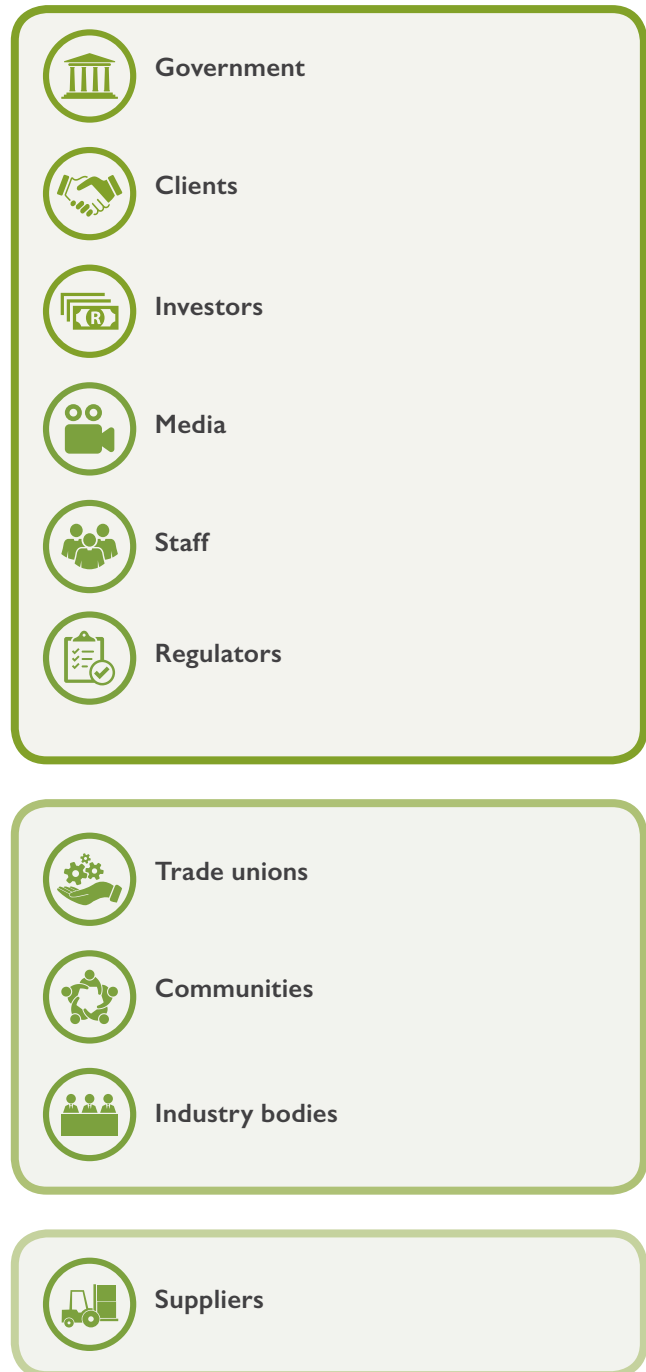 Government
Clients
R
Investors
Media
Staff
Regulators
Trade unions
Communities
Industry bodies
Suppliers